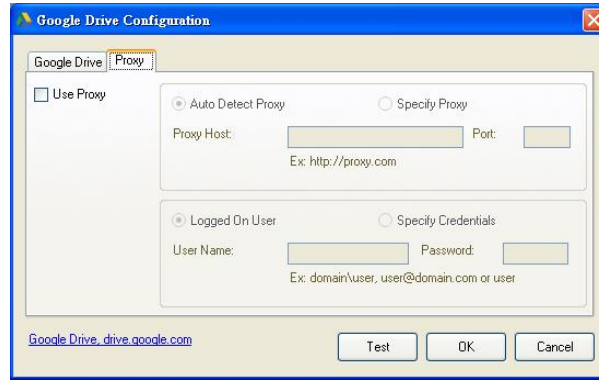 Google Drive Configuration
Google Drive Proxy
Use Proxy
Auto Detect Proxy Specify Proxy
Proxy Host: Port:
Ex: http://proxy.com
Logged On User Specify Credentials
User Name: Password:
Ex: domain\user, user@domain.com or user
Google Drive, drive.google.com Test OK Cancel